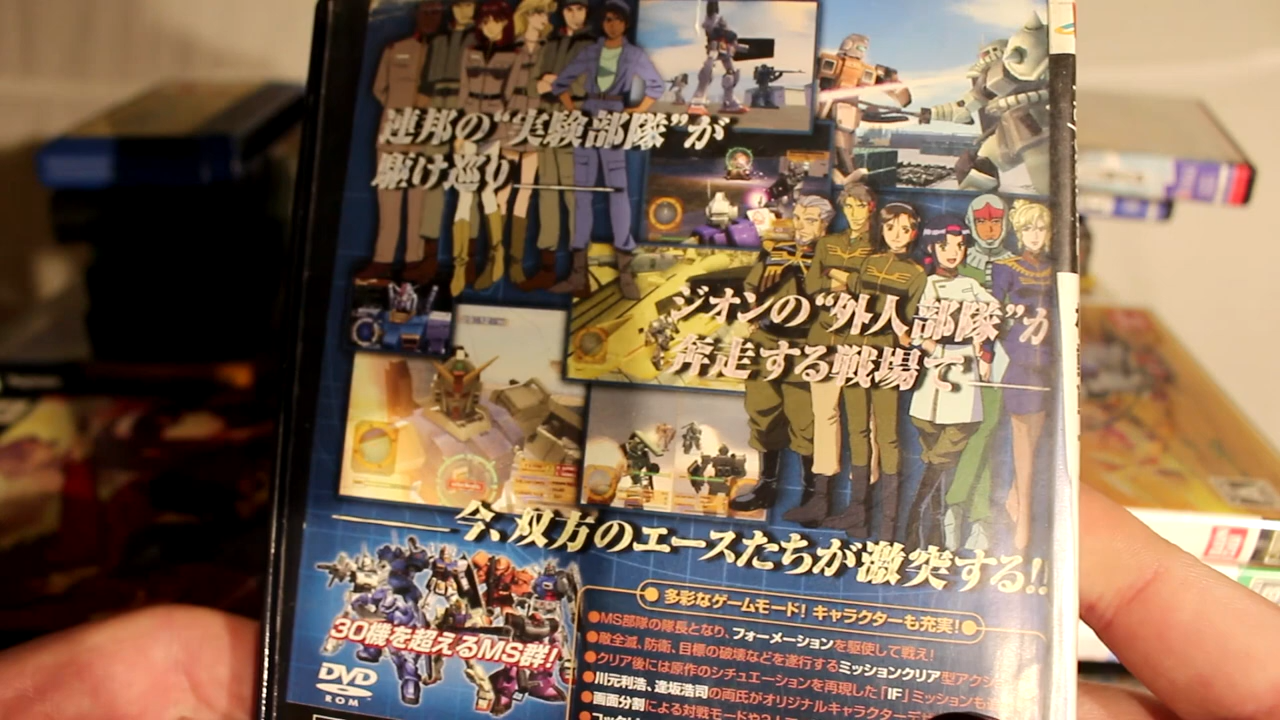 連邦の“実験部隊”が
駆け巡り――
ジオンの“外人部隊”が
奔走する戦場で――
――今、双方のエースたちが激突する!!
30機を超えるMS群!
DVD
ROM
多彩なゲームモード! キャラクターも充実!
●MS部隊の隊長となり、フォーメーションを駆使して戦え!
●敵全滅、防衛、目標の破壊などを遂行するミッションクリア型アクシ
●クリア後には原作のシチュエーションを再現した「IF」ミッションも
●川元利浩、逢坂浩司の両氏がオリジナルキャラクターデ
●画面分割による対戦モードや2人